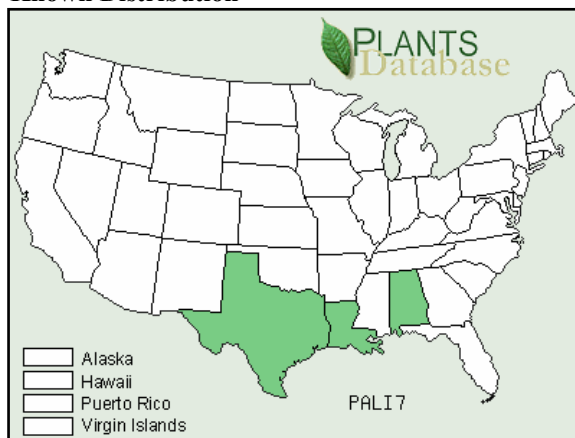 Known Distribution
PLANTS
Database
Alaska
Hawaii
Puerto Rico
Virgin Islands
PALI7